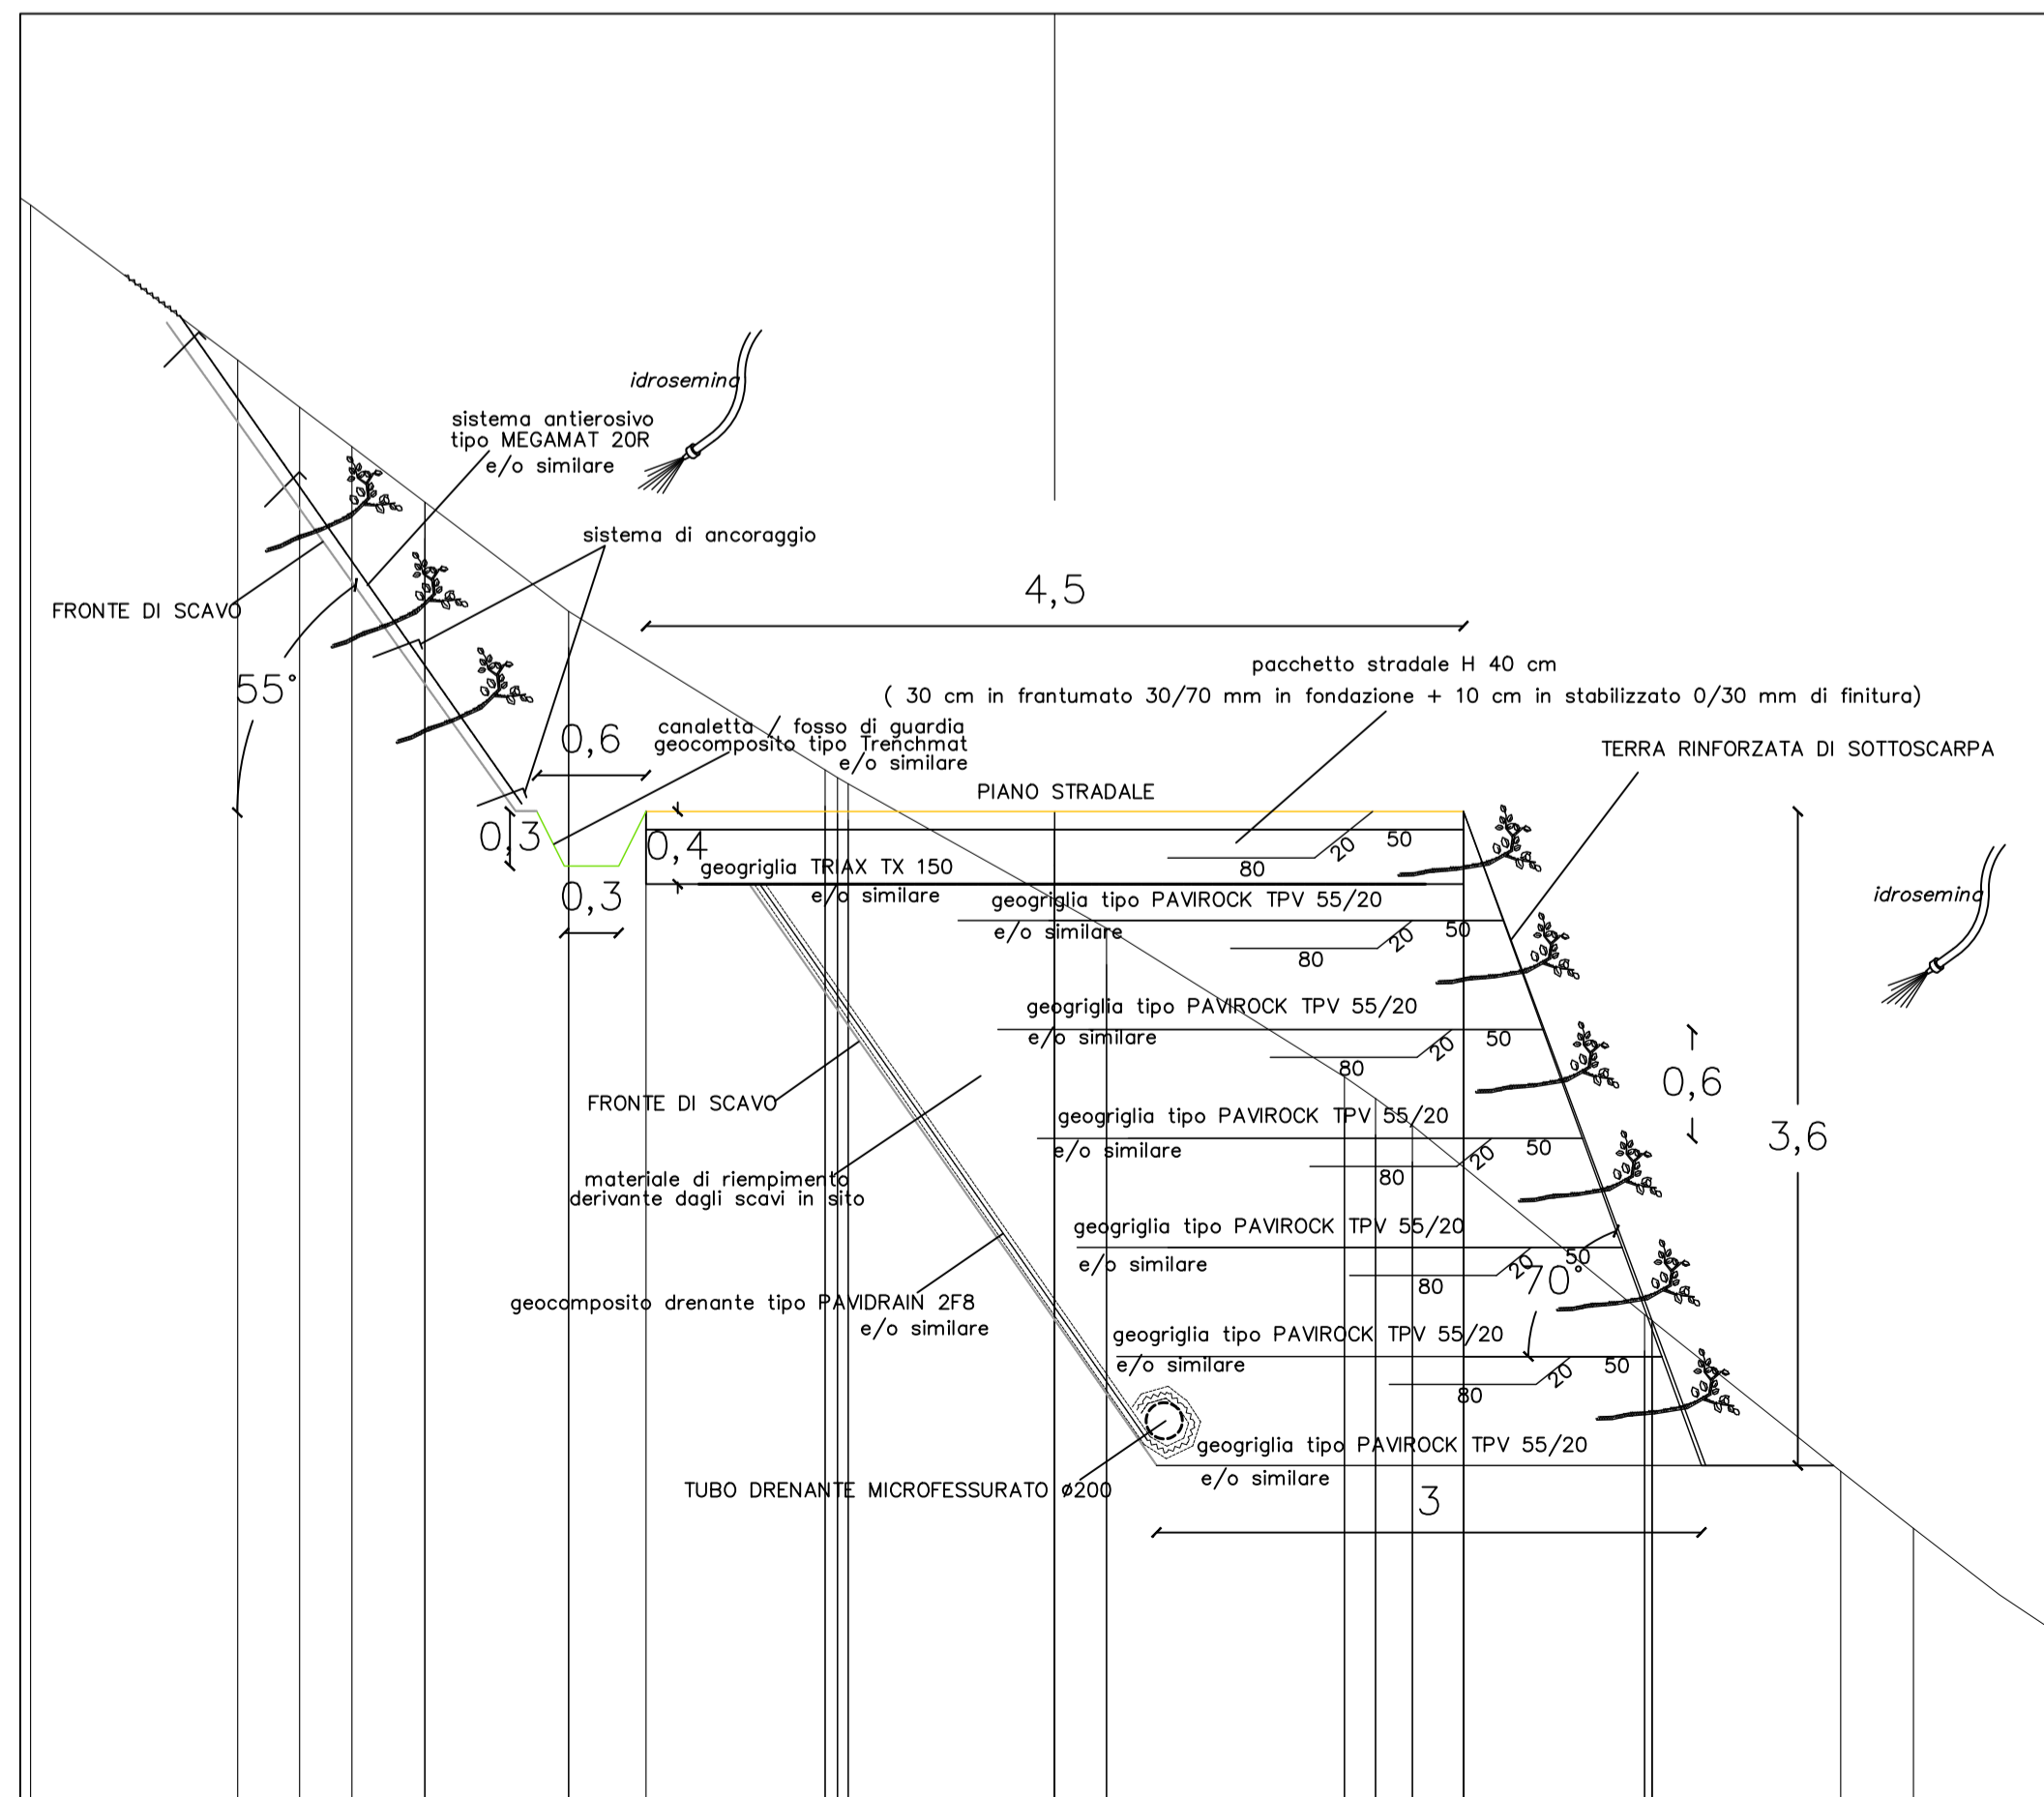 idrosemina
sistema antierosivo
tipo MEGAMAT 20R
e/o similare
sistema di ancoraggio
FRONTE DI SCAVO
55°
4,5
pacchetto stradale H 40 cm
( 30 cm in frantumato 30/70 mm in fondazione + 10 cm in stabilizzato 0/30 mm di finitura)
0,6
canaletta / fosso di guardia
geocomposito tipo Trenchmat
e/o similare
TERRA RINFORZATA DI SOTTOSCARPA
PIANO STRADALE
0,3
0,4
0,3
geogriglia TRIAX TX 150
e/o similare
80
20
50
idrosemina
geogriglia tipo PAVIROCK TPV 55/20
e/o similare
80
20
50
geogriglia tipo PAVIROCK TPV 55/20
e/o similare
80
20
50
0,6
3,6
FRONTE DI SCAVO
geogriglia tipo PAVIROCK TPV 55/20
e/o similare
80
20
50
materiale di riempimento
derivante dagli scavi in sito
geogriglia tipo PAVIROCK TPV 55/20
e/o similare
80
20
50
70°
geocomposito drenante tipo PAVIDRAIN 2F8
e/o similare
geogriglia tipo PAVIROCK TPV 55/20
e/o similare
80
20
50
geogriglia tipo PAVIROCK TPV 55/20
e/o similare
TUBO DRENANTE MICROFESSURATO ø200
3